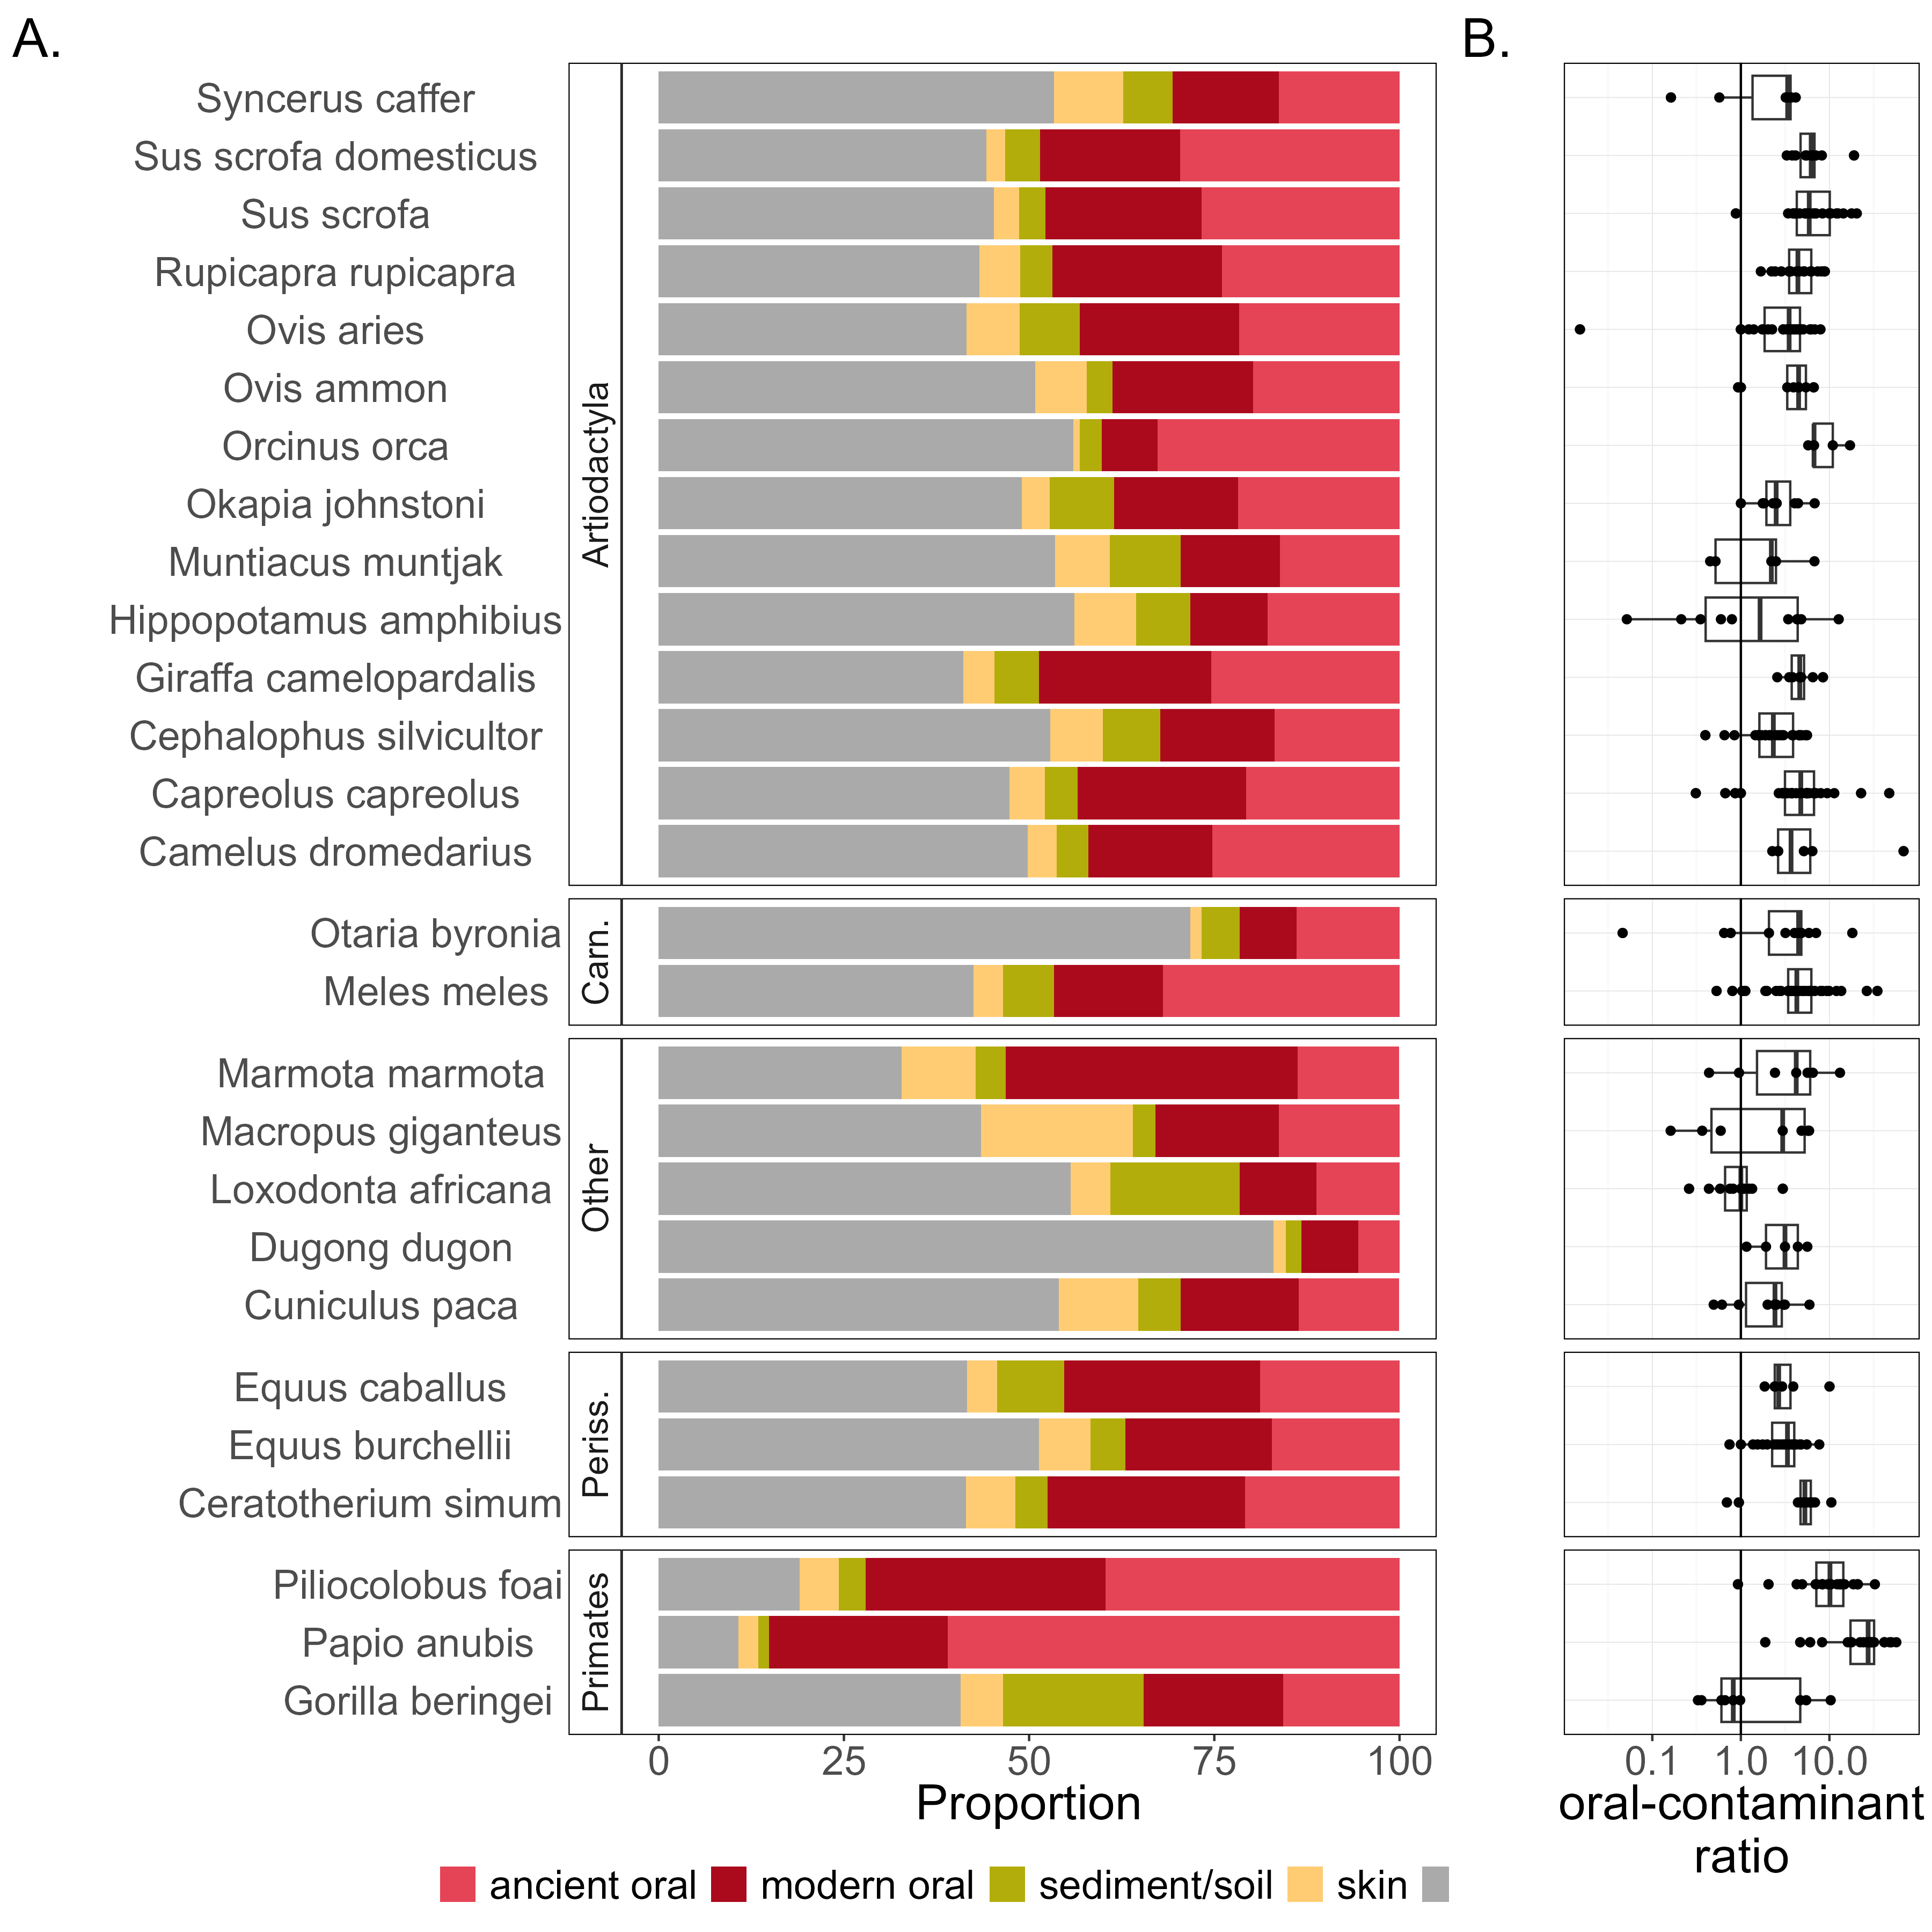 A.
B.
Syncerus caffer
Sus scrofa domesticus
Sus scrofa
Rupicapra rupicapra
Ovis aries
Ovis ammon
Orcinus orca
Okapia johnstoni
Muntiacus muntjak
Hippopotamus amphibius
Giraffa camelopardalis
Cephalophus silvicultor
Capreolus capreolus
Camelus dromedarius
Artiodactyla
Otaria byronia
Meles meles
Carn.
Marmota marmota
Macropus giganteus
Loxodonta africana
Dugong dugon
Cuniculus paca
Other
Equus caballus
Equus burchellii
Ceratotherium simum
Periss.
Piliocolobus foai
Papio anubis
Gorilla beringei
Primates
0 25 50 75 100
Proportion
0.1 1.0 10.0
oral-contaminant
ratio
ancient oral modern oral sediment/soil skin